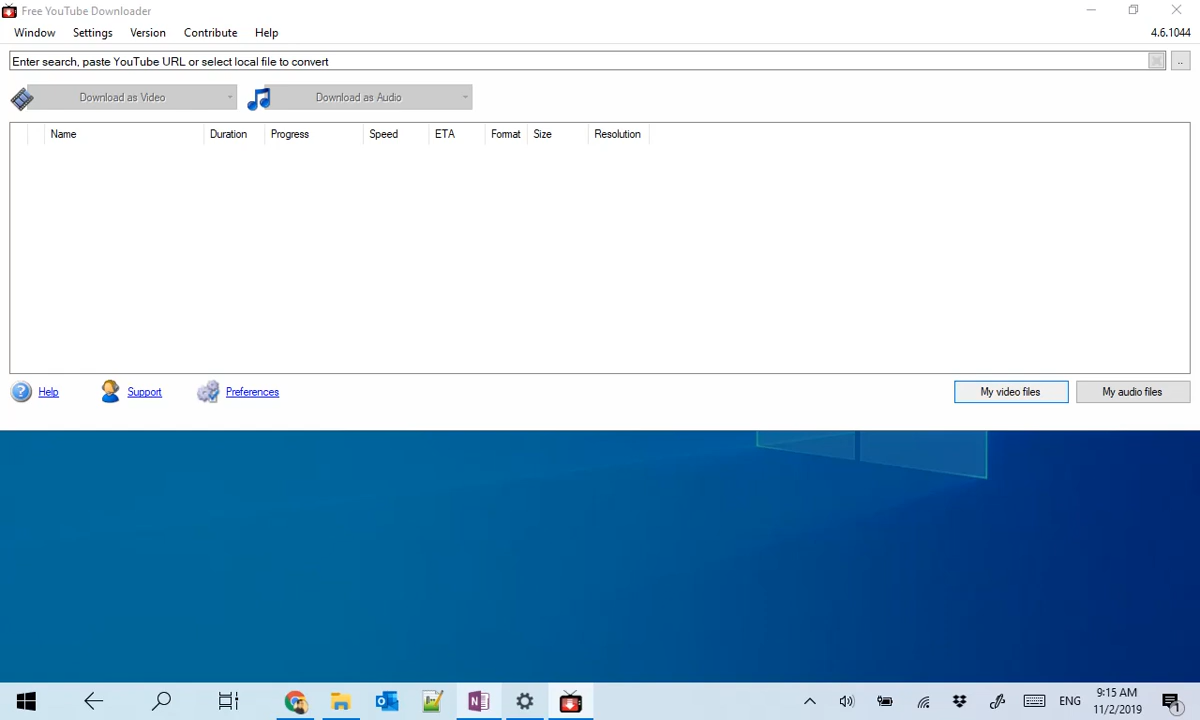 Free YouTube Downloader
Window Settings Version Contribute Help 4.6.1044
Enter search, paste YouTube URL or select local file to convert ..
Download as Video Download as Audio
Name Duration Progress Speed ETA Format Size Resolution
Help Support Preferences My video files My audio files
ENG 9:15 AM
11/2/2019 1